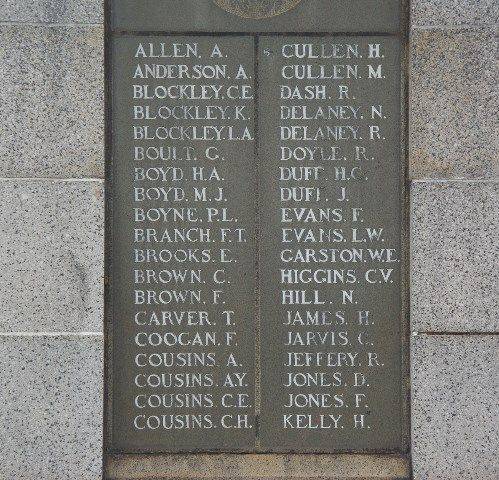 ALLEN, A.
ANDERSON, A.
BLOCKLEY, C.E.
BLOCKLEY, K.
BLOCKLEY L.A.
BOULT, G.
BOYD, H.A.
BOYD, M.J.
BOYNE, P.L.
BRANCH, F.T.
BROOKS, E.
BROWN, C.
BROWN, F.
CARVER, T.
COOGAN, F.
COUSINS, A.
COUSINS, A.Y.
COUSINS, C.E.
COUSINS, C.H.
CULLEN, H.
CULLEN, M.
DASH, R.
DELANEY, N.
DELANEY, R.
DOYLE, R.
DUFF, H.G.
DUFF, J.
EVANS, F.
EVANS, L.W.
GARSTON, W.E.
HIGGINS, C.V.
HILL, N.
JAMES, H.
JARVIS, C.
JEFFERY, R.
JONES, D.
JONES, F.
KELLY, H.